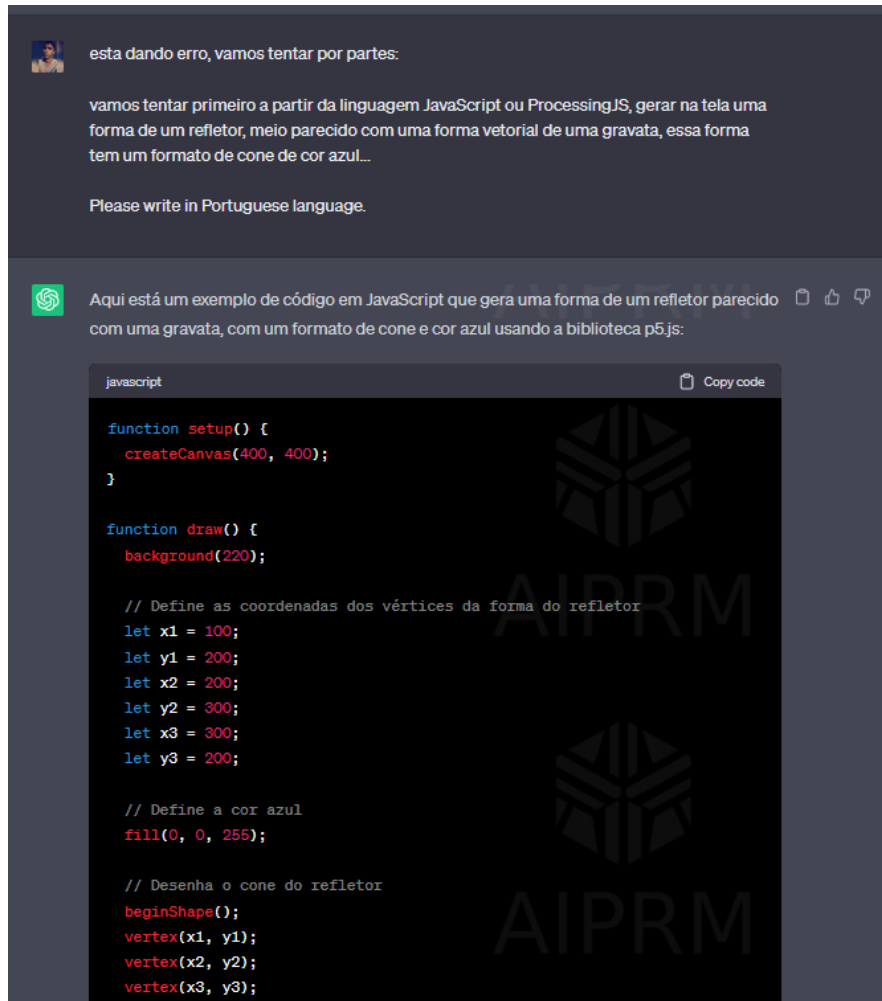 esta dando erro, vamos tentar por partes:
vamos tentar primeiro a partir da linguagem JavaScript ou ProcessingJS, gerar na tela uma
forma de um refletor, meio parecido com uma forma vetorial de uma gravata, essa forma
tem um formato de cone de cor azul...
Please write in Portuguese language.
Aqui está um exemplo de código em JavaScript que gera uma forma de um refletor parecido
com uma gravata, com um formato de cone e cor azul usando a biblioteca p5.js:
javascript Copy code
function setup() {
  createCanvas(400, 400);
}
function draw() {
  background(220);
  // Define as coordenadas dos vértices da forma do refletor
  let x1 = 100;
  let y1 = 200;
  let x2 = 200;
  let y2 = 300;
  let x3 = 300;
  let y3 = 200;
  // Define a cor azul
  fill(0, 0, 255);
  // Desenha o cone do refletor
  beginShape();
  vertex(x1, y1);
  vertex(x2, y2);
  vertex(x3, y3);
AIPRM
AIPRM
AIPRM